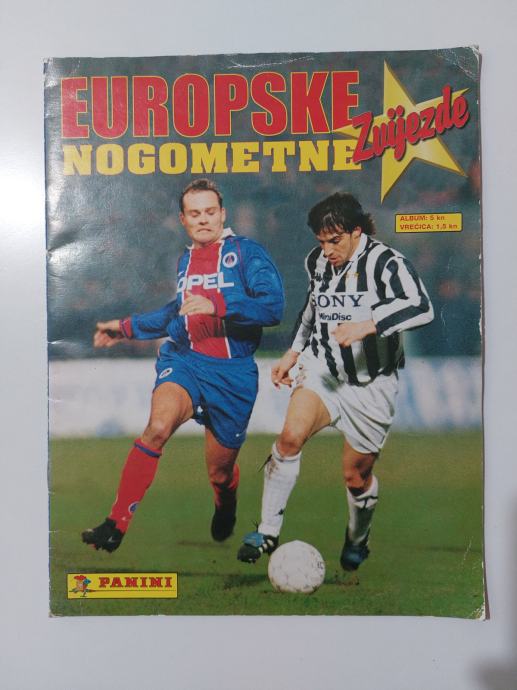 EUROPSKE
NOGOMETNE
Zvijezde
ALBUM: 5 kn
VREĆICA: 1,5 kn
OPEL
SONY
MiniDisc
PANINI